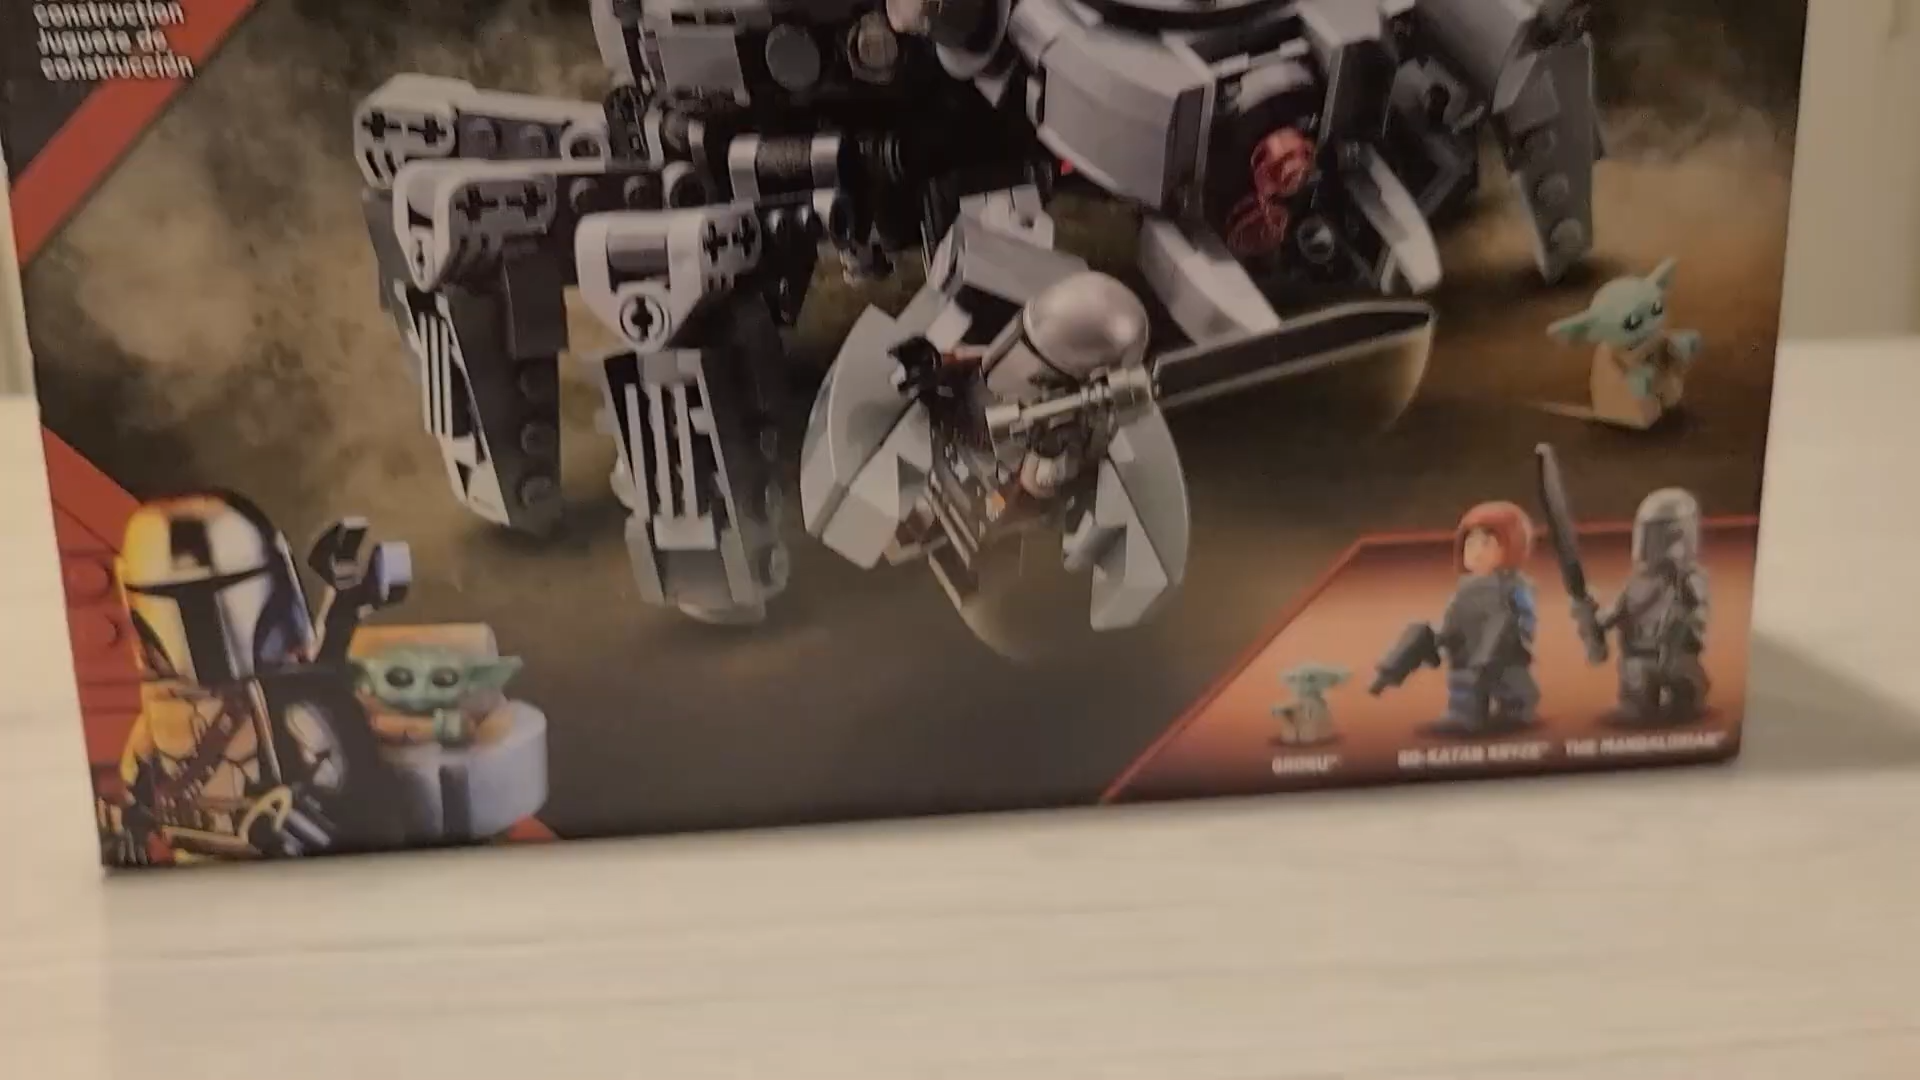 construction
Juguete de
construcción
GROGU™
BO-KATAN KRYZE™
THE MANDALORIAN™